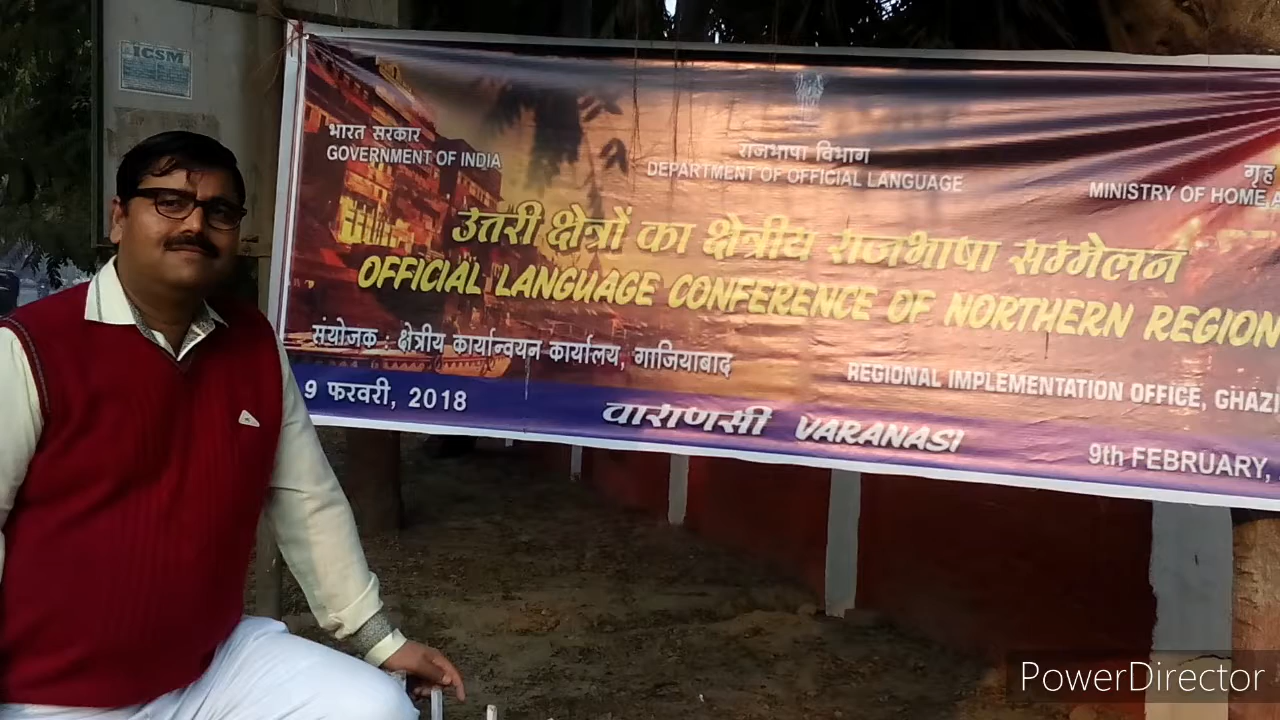 ICSM
भारत सरकार
GOVERNMENT OF INDIA
राजभाषा विभाग
DEPARTMENT OF OFFICIAL LANGUAGE
गृह
MINISTRY OF HOME A
उत्तरी क्षेत्रों का क्षेत्रीय राजभाषा सम्मेलन
OFFICIAL LANGUAGE CONFERENCE OF NORTHERN REGION
संयोजक : क्षेत्रीय कार्यान्वयन कार्यालय, गाजियाबाद
REGIONAL IMPLEMENTATION OFFICE, GHAZI
9 फरवरी, 2018
वाराणसी VARANASI
9th FEBRUARY,
PowerDirector